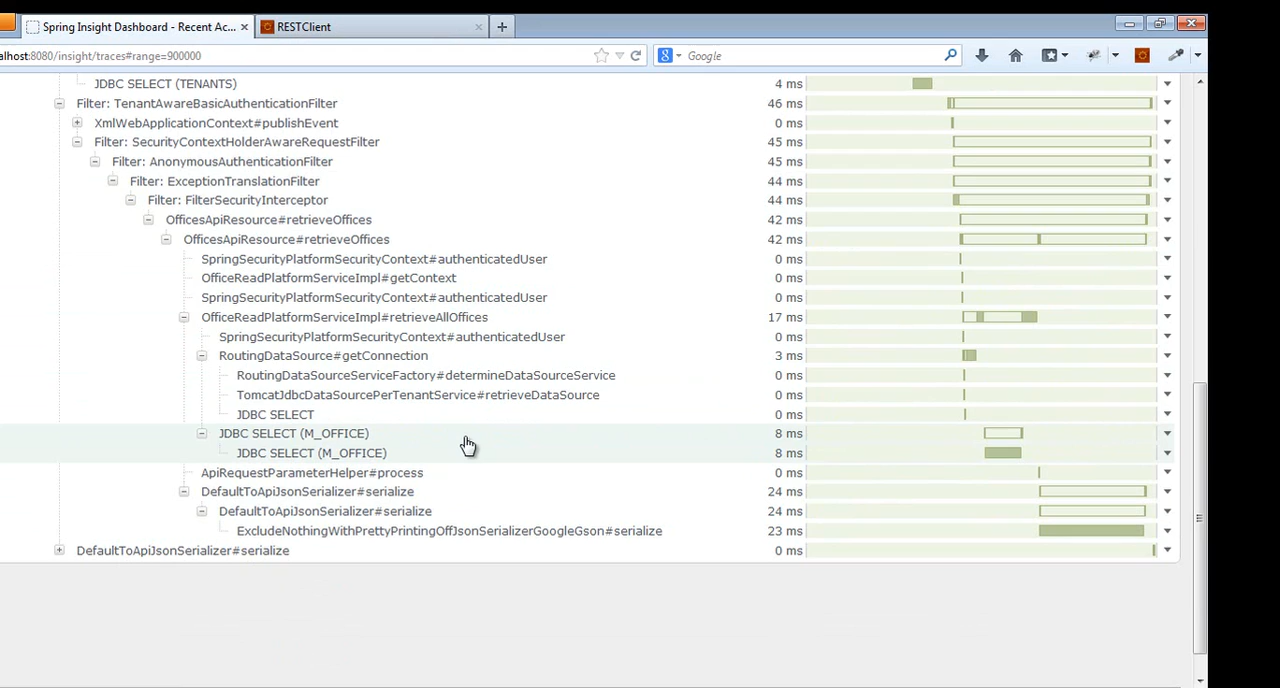 Spring Insight Dashboard - Recent Ac... × RESTClient × +
alhost:8080/insight/traces#range=900000 Google
JDBC SELECT (TENANTS) 4 ms
Filter: TenantAwareBasicAuthenticationFilter 46 ms
XmlWebApplicationContext#publishEvent 0 ms
Filter: SecurityContextHolderAwareRequestFilter 45 ms
Filter: AnonymousAuthenticationFilter 45 ms
Filter: ExceptionTranslationFilter 44 ms
Filter: FilterSecurityInterceptor 44 ms
OfficesApiResource#retrieveOffices 42 ms
OfficesApiResource#retrieveOffices 42 ms
SpringSecurityPlatformSecurityContext#authenticatedUser 0 ms
OfficeReadPlatformServiceImpl#getContext 0 ms
SpringSecurityPlatformSecurityContext#authenticatedUser 0 ms
OfficeReadPlatformServiceImpl#retrieveAllOffices 17 ms
SpringSecurityPlatformSecurityContext#authenticatedUser 0 ms
RoutingDataSource#getConnection 3 ms
RoutingDataSourceServiceFactory#determineDataSourceService 0 ms
TomcatJdbcDataSourcePerTenantService#retrieveDataSource 0 ms
JDBC SELECT 0 ms
JDBC SELECT (M_OFFICE) 8 ms
JDBC SELECT (M_OFFICE) 8 ms
ApiRequestParameterHelper#process 0 ms
DefaultToApiJsonSerializer#serialize 24 ms
DefaultToApiJsonSerializer#serialize 24 ms
ExcludeNothingWithPrettyPrintingOffJsonSerializerGoogleGson#serialize 23 ms
DefaultToApiJsonSerializer#serialize 0 ms